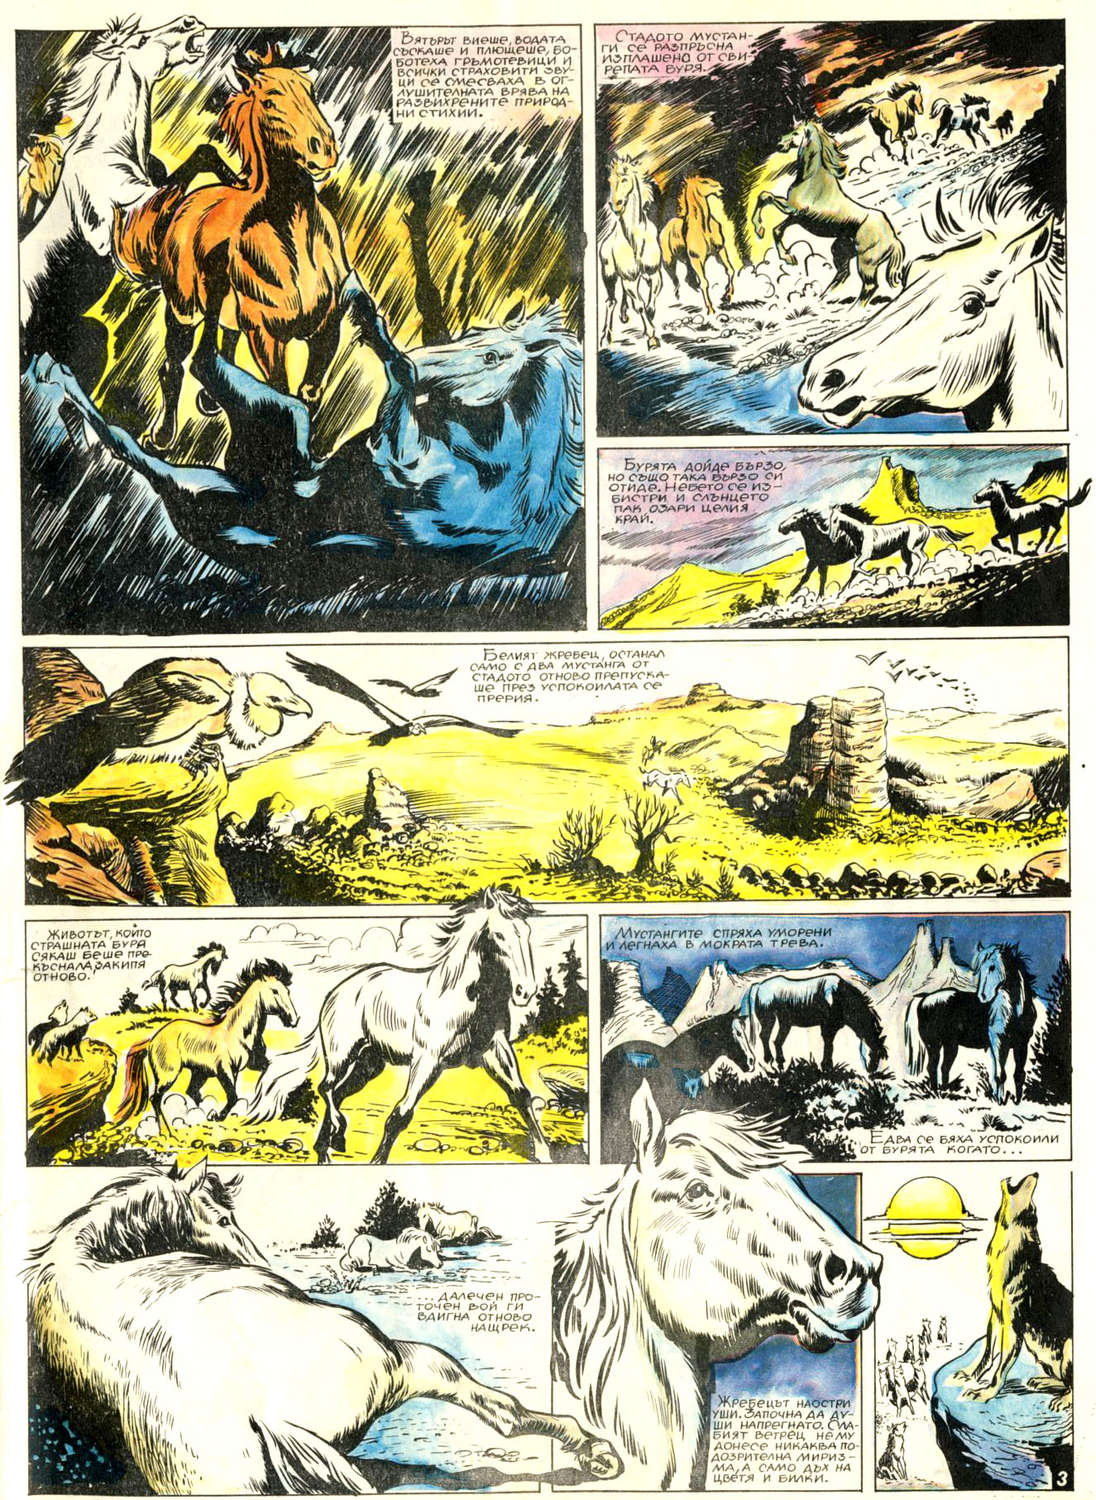 Вятърът виеше, водата
съскаше и плющеше, бо-
ботеха гръмотевици и
всички страховити зву-
ци се смесваха в ог-
лушителната врява на
развихрените природ-
ни стихии.
Стадото мустан-
ги се разпръсна
изплашено от сви-
репата буря.
Бурята дойде бързо,
но също така бързо си
отиде. Небето се из-
бистри и слънцето
пак озари целия
край.
Белият жребец, останал
само с два мустанга от
стадото отново препуска-
ше през успокоилата се
прерия.
Животът, който
страшната буря
сякаш беше пре-
къснала, закипя
отново.
Мустангите спряха уморени
и легнаха в мократа трева.
Едва се бяха успокоили
от бурята когато...
...далечен про-
точен вой ги
вдигна отново
нащрек.
Жребецът наостри
уши. Започна да ду-
ши напрегнато. Сла-
бият ветрец не му
донесе никаква по-
дозрителна мириз-
ма, а само дъх на
цветя и билки.
3